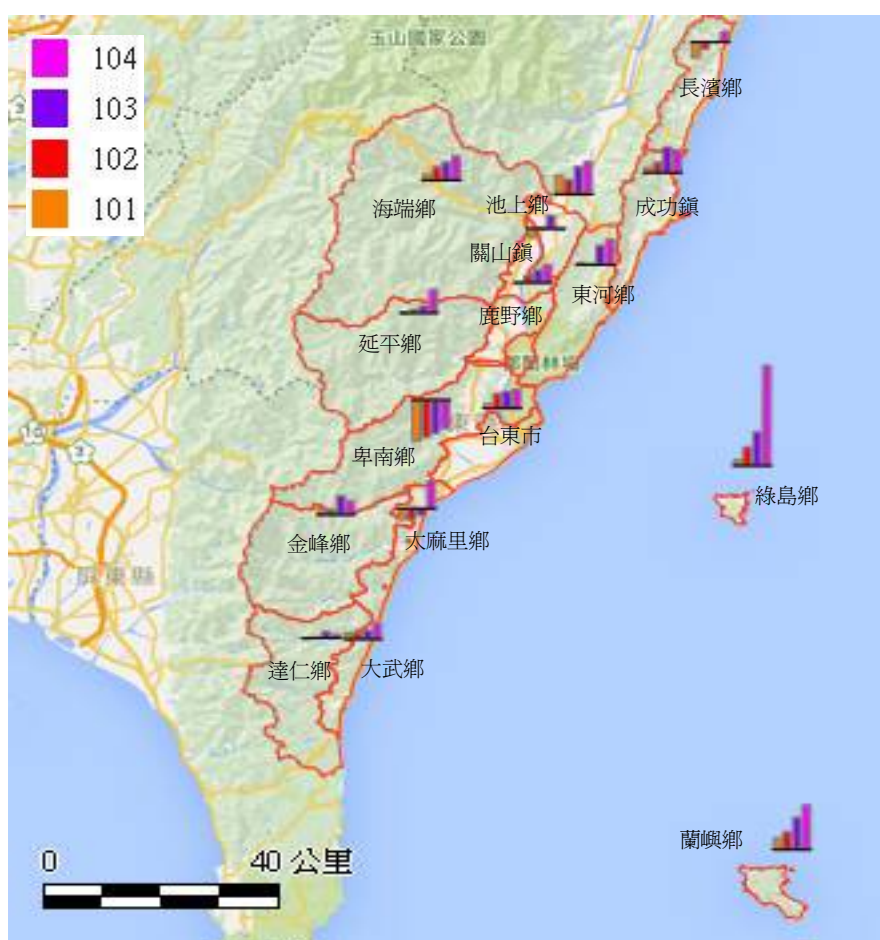 玉山國家公園
104
103
102
101
長濱鄉
海端鄉
池上鄉
成功鎮
關山鎮
東河鄉
鹿野鄉
延平鄉
台東市
卑南鄉
綠島鄉
金峰鄉
太麻里鄉
屏東縣
達仁鄉
大武鄉
蘭嶼鄉
0
40 公里
3
3